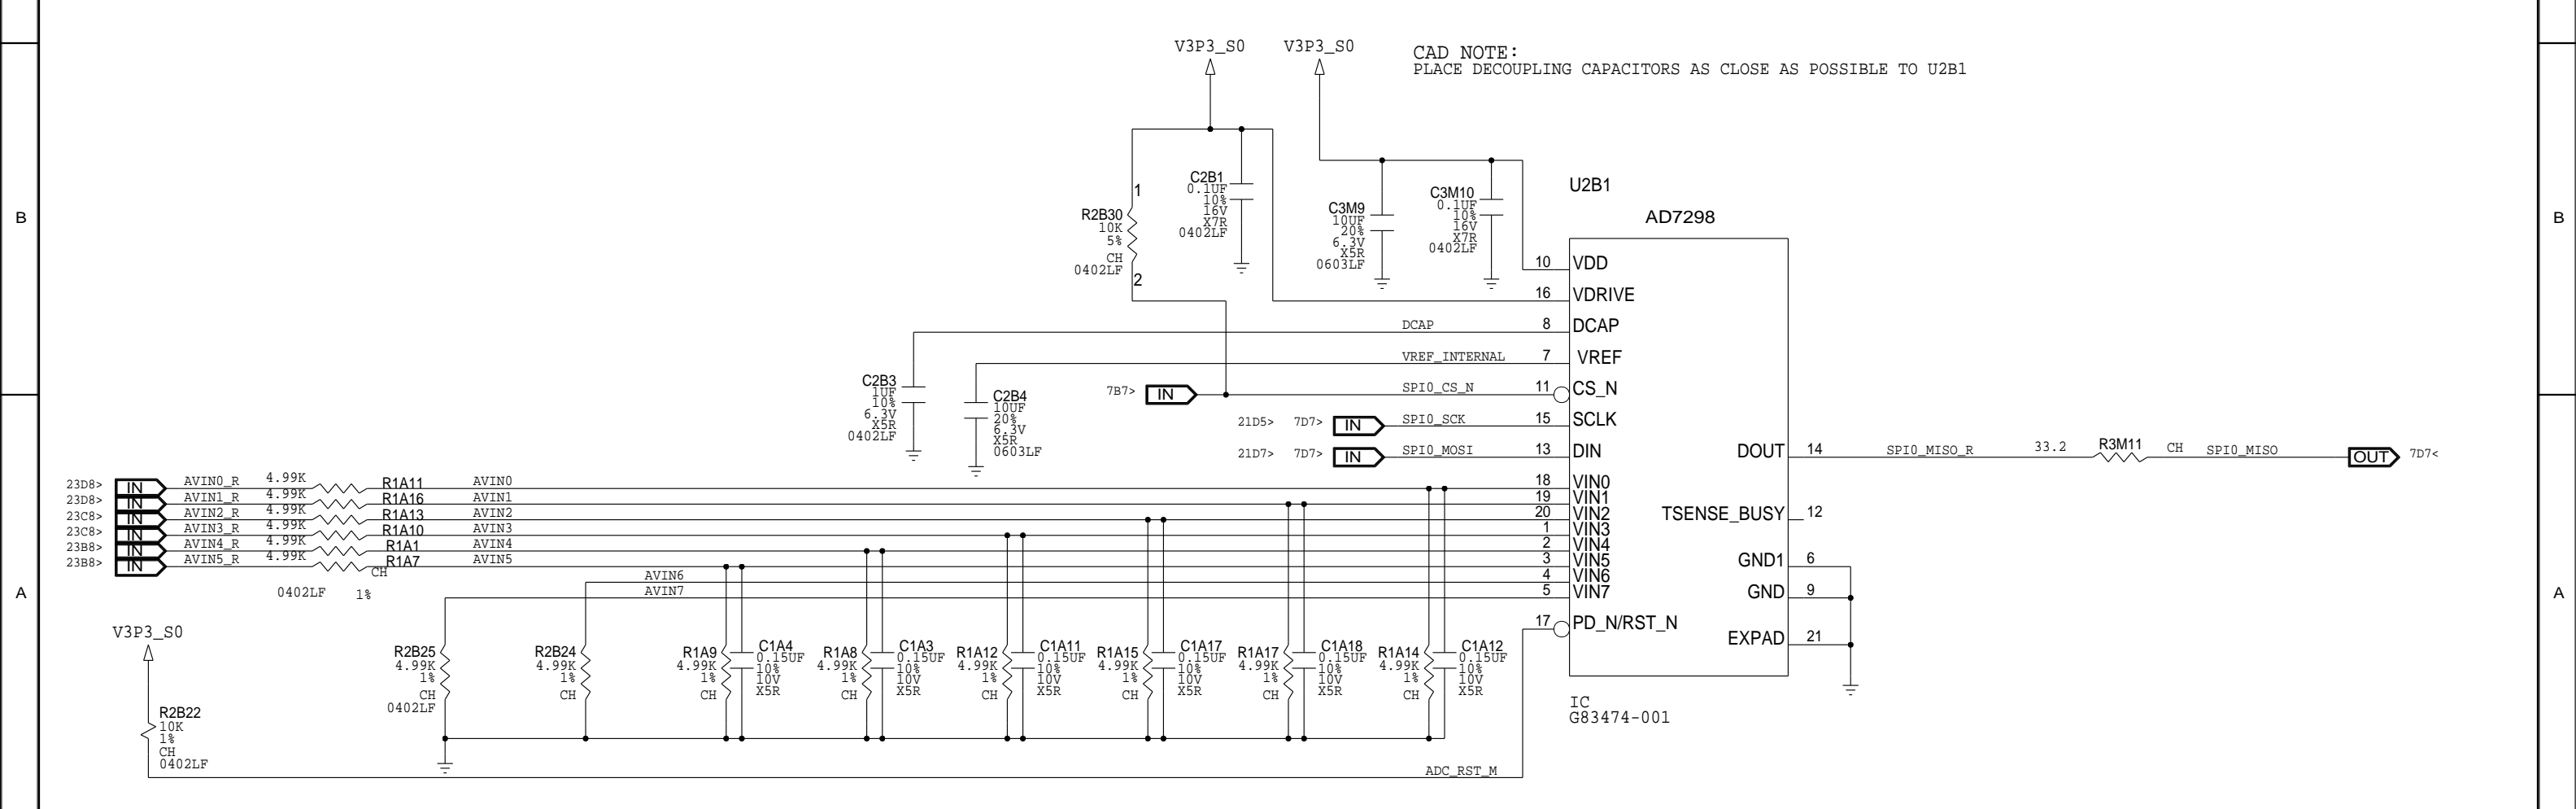 V3P3_S0
V3P3_S0
CAD NOTE:
PLACE DECOUPLING CAPACITORS AS CLOSE AS POSSIBLE TO U2B1
B
B
1
R2B30
10K
5%
CH
0402LF
2
C2B1
0.1UF
10%
16V
X7R
0402LF
C3M9
10UF
20%
6.3V
X5R
0603LF
C3M10
0.1UF
10%
16V
X7R
0402LF
U2B1
AD7298
10 VDD
16 VDRIVE
DCAP 8 DCAP
VREF_INTERNAL 7 VREF
7B7> IN SPI0_CS_N 11 CS_N
21D5> 7D7> IN SPI0_SCK 15 SCLK
21D7> 7D7> IN SPI0_MOSI 13 DIN
C2B3
1UF
10%
6.3V
X5R
0402LF
C2B4
10UF
20%
6.3V
X5R
0603LF
DOUT 14 SPI0_MISO_R 33.2 R3M11 CH SPI0_MISO OUT 7D7<
23D8> IN AVIN0_R 4.99K R1A11 AVIN0 18 VIN0
23D8> IN AVIN1_R 4.99K R1A16 AVIN1 19 VIN1
23C8> IN AVIN2_R 4.99K R1A13 AVIN2 20 VIN2
23C8> IN AVIN3_R 4.99K R1A10 AVIN3 1 VIN3
23B8> IN AVIN4_R 4.99K R1A1 AVIN4 2 VIN4
23B8> IN AVIN5_R 4.99K R1A7 AVIN5 3 VIN5
CH
0402LF 1%
AVIN6 4 VIN6
AVIN7 5 VIN7
TSENSE_BUSY 12
GND1 6
GND 9
EXPAD 21
17 PD_N/RST_N
A
A
V3P3_S0
R2B22
10K
1%
CH
0402LF
R2B25
4.99K
1%
CH
0402LF
R2B24
4.99K
1%
CH
R1A9
4.99K
1%
CH
C1A4
0.15UF
10%
10V
X5R
R1A8
4.99K
1%
CH
C1A3
0.15UF
10%
10V
X5R
R1A12
4.99K
1%
CH
C1A11
0.15UF
10%
10V
X5R
R1A15
4.99K
1%
CH
C1A17
0.15UF
10%
10V
X5R
R1A17
4.99K
1%
CH
C1A18
0.15UF
10%
10V
X5R
R1A14
4.99K
1%
CH
C1A12
0.15UF
10%
10V
X5R
IC
G83474-001
ADC_RST_M